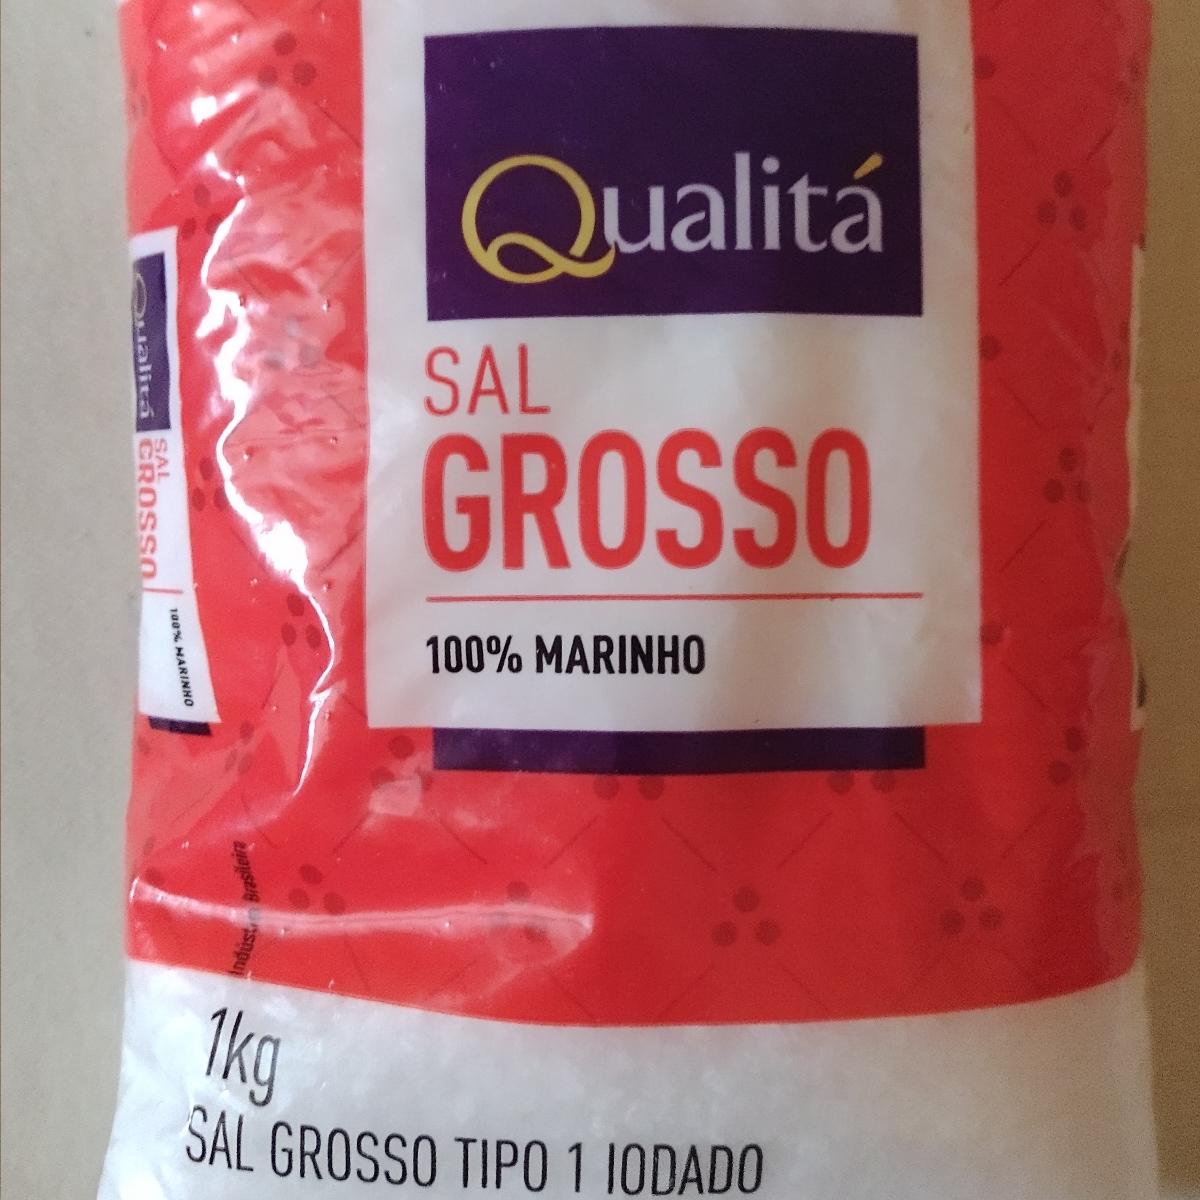 Qualitá
SAL
GROSSO
100% MARINHO
Qualitá
SAL
GROSSO
100% MARINHO
Indústria Brasileira
1kg
SAL GROSSO TIPO 1 IODADO